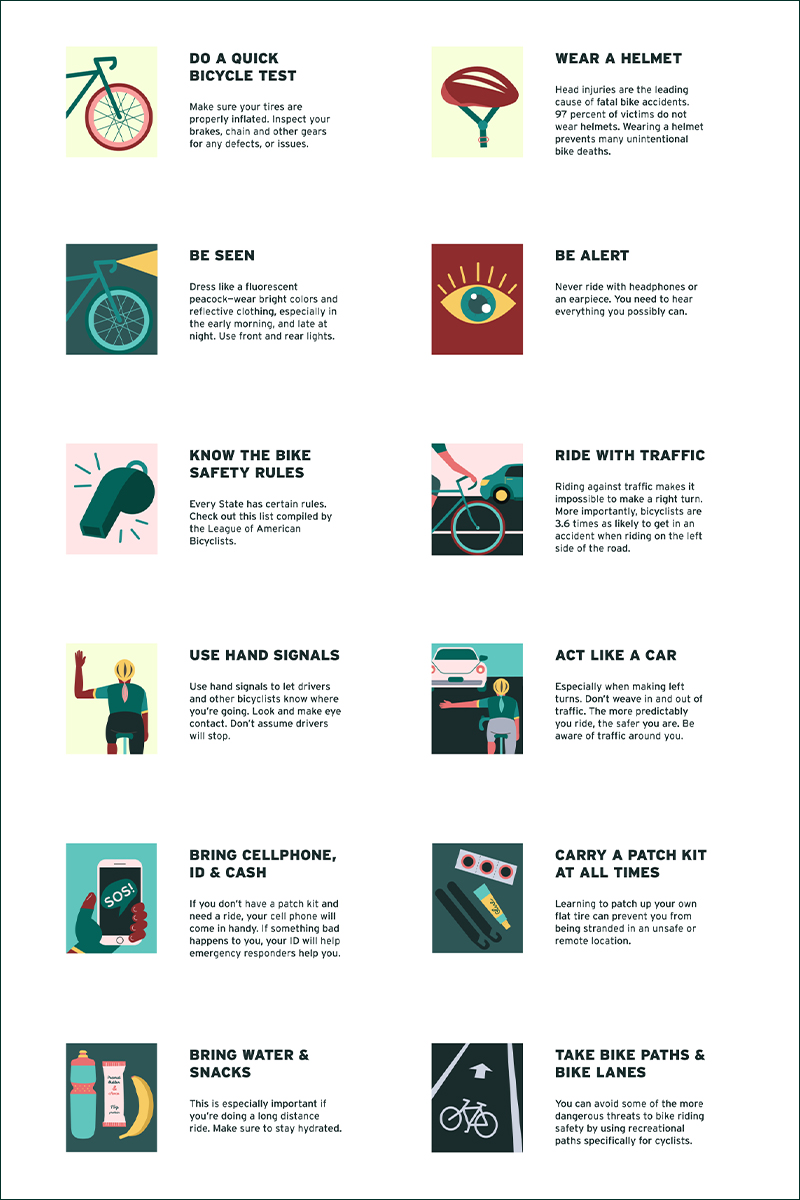 DO A QUICK
BICYCLE TEST
Make sure your tires are
properly inflated. Inspect your
brakes, chain and other gears
for any defects, or issues.
WEAR A HELMET
Head injuries are the leading
cause of fatal bike accidents.
97 percent of victims do not
wear helmets. Wearing a helmet
prevents many unintentional
bike deaths.
BE SEEN
Dress like a fluorescent
peacock—wear bright colors and
reflective clothing, especially in
the early morning, and late at
night. Use front and rear lights.
BE ALERT
Never ride with headphones or
an earpiece. You need to hear
everything you possibly can.
KNOW THE BIKE
SAFETY RULES
Every State has certain rules.
Check out this list compiled by
the League of American
Bicyclists.
RIDE WITH TRAFFIC
Riding against traffic makes it
impossible to make a right turn.
More importantly, bicyclists are
3.6 times as likely to get in an
accident when riding on the left
side of the road.
USE HAND SIGNALS
Use hand signals to let drivers
and other bicyclists know where
you're going. Look and make eye
contact. Don't assume drivers
will stop.
ACT LIKE A CAR
Especially when making left
turns. Don't weave in and out of
traffic. The more predictably
you ride, the safer you are. Be
aware of traffic around you.
SOS!
BRING CELLPHONE,
ID & CASH
If you don't have a patch kit and
need a ride, your cell phone will
come in handy. If something bad
happens to you, your ID will help
emergency responders help you.
CARRY A PATCH KIT
AT ALL TIMES
Learning to patch up your own
flat tire can prevent you from
being stranded in an unsafe or
remote location.
Peanut
Butter
&
BRING WATER &
SNACKS
This is especially important if
you're doing a long distance
ride. Make sure to stay hydrated.
TAKE BIKE PATHS &
BIKE LANES
You can avoid some of the more
dangerous threats to bike riding
safety by using recreational
paths specifically for cyclists.